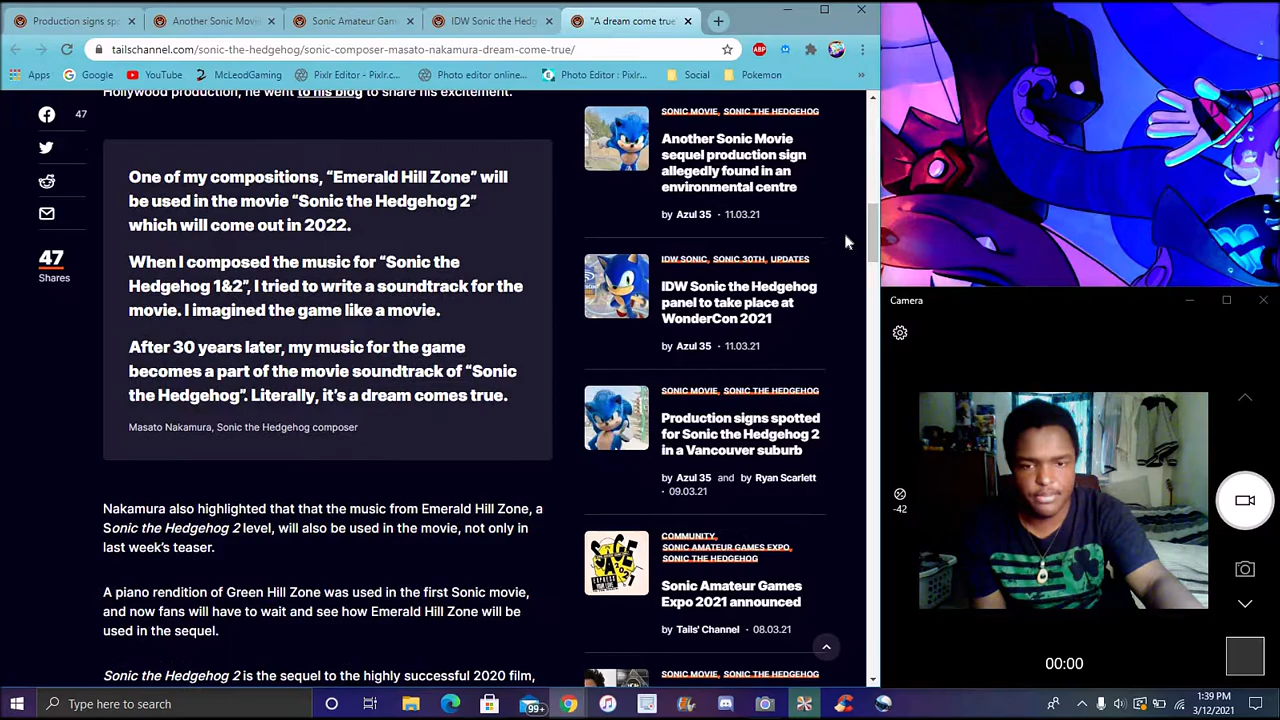 Production signs sp
Another Sonic Movi
Sonic Amateur Gam
IDW Sonic the Hedg
"A dream come true
tailschannel.com/sonic-the-hedgehog/sonic-composer-masato-nakamura-dream-come-true/
ABP
Apps
Google
YouTube
McLeodGaming
Pixlr Editor - Pixlr.c...
Photo editor online...
Photo Editor : Pixlr...
Social
Pokemon
»
Hollywood production, he went to his blog to share his excitement.
47
47
Shares
One of my compositions, “Emerald Hill Zone” will
be used in the movie “Sonic the Hedgehog 2”
which will come out in 2022.
When I composed the music for “Sonic the
Hedgehog 1&2”, I tried to write a soundtrack for the
movie. I imagined the game like a movie.
After 30 years later, my music for the game
becomes a part of the movie soundtrack of “Sonic
the Hedgehog”. Literally, it’s a dream comes true.
Masato Nakamura, Sonic the Hedgehog composer
Nakamura also highlighted that that the music from Emerald Hill Zone, a
Sonic the Hedgehog 2 level, will also be used in the movie, not only in
last week’s teaser.
A piano rendition of Green Hill Zone was used in the first Sonic movie,
and now fans will have to wait and see how Emerald Hill Zone will be
used in the sequel.
Sonic the Hedgehog 2 is the sequel to the highly successful 2020 film,
SONIC MOVIE, SONIC THE HEDGEHOG
Another Sonic Movie
sequel production sign
allegedly found in an
environmental centre
by Azul 35 · 11.03.21
IDW SONIC, SONIC 30TH, UPDATES
IDW Sonic the Hedgehog
panel to take place at
WonderCon 2021
by Azul 35 · 11.03.21
SONIC MOVIE, SONIC THE HEDGEHOG
Production signs spotted
for Sonic the Hedgehog 2
in a Vancouver suburb
by Azul 35 and by Ryan Scarlett
· 09.03.21
COMMUNITY,
SONIC AMATEUR GAMES EXPO,
SONIC THE HEDGEHOG
Sonic Amateur Games
Expo 2021 announced
by Tails' Channel · 08.03.21
SONIC MOVIE, SONIC THE HEDGEHOG
Camera
-42
00:00
Type here to search
99+
1:39 PM
3/12/2021